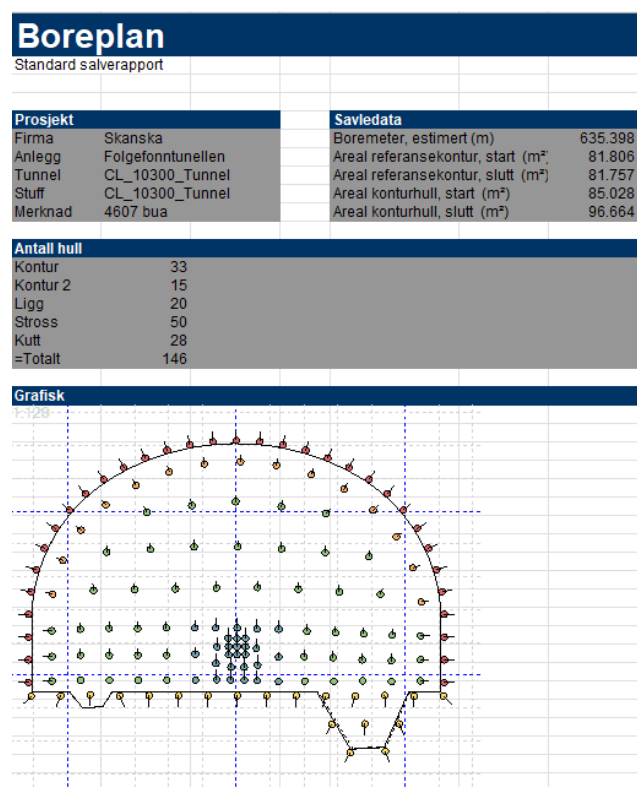 Boreplan
Standard salverapport
Prosjekt
Firma Skanska
Anlegg Folgefonntunellen
Tunnel CL_10300_Tunnel
Stuff CL_10300_Tunnel
Merknad 4607 bua
Savledata
Boremeter, estimert (m) 635.398
Areal referansekontur, start (m²) 81.806
Areal referansekontur, slutt (m²) 81.757
Areal konturhull, start (m²) 85.028
Areal konturhull, slutt (m²) 96.664
Antall hull
Kontur 33
Kontur 2 15
Ligg 20
Stross 50
Kutt 28
=Totalt 146
Grafisk
1:128